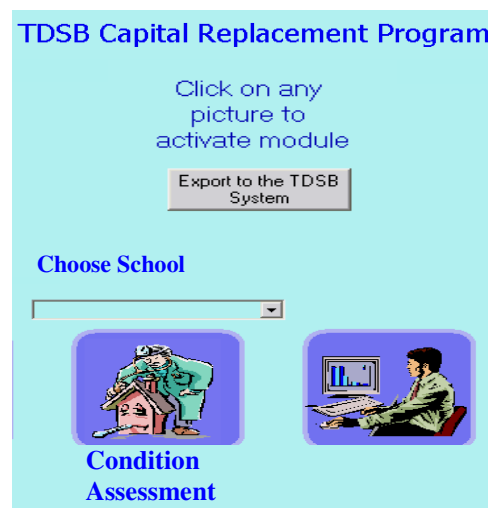 TDSB Capital Replacement Program
Click on any
picture to
activate module
Export to the TDSB
System
Choose School
Condition
Assessment